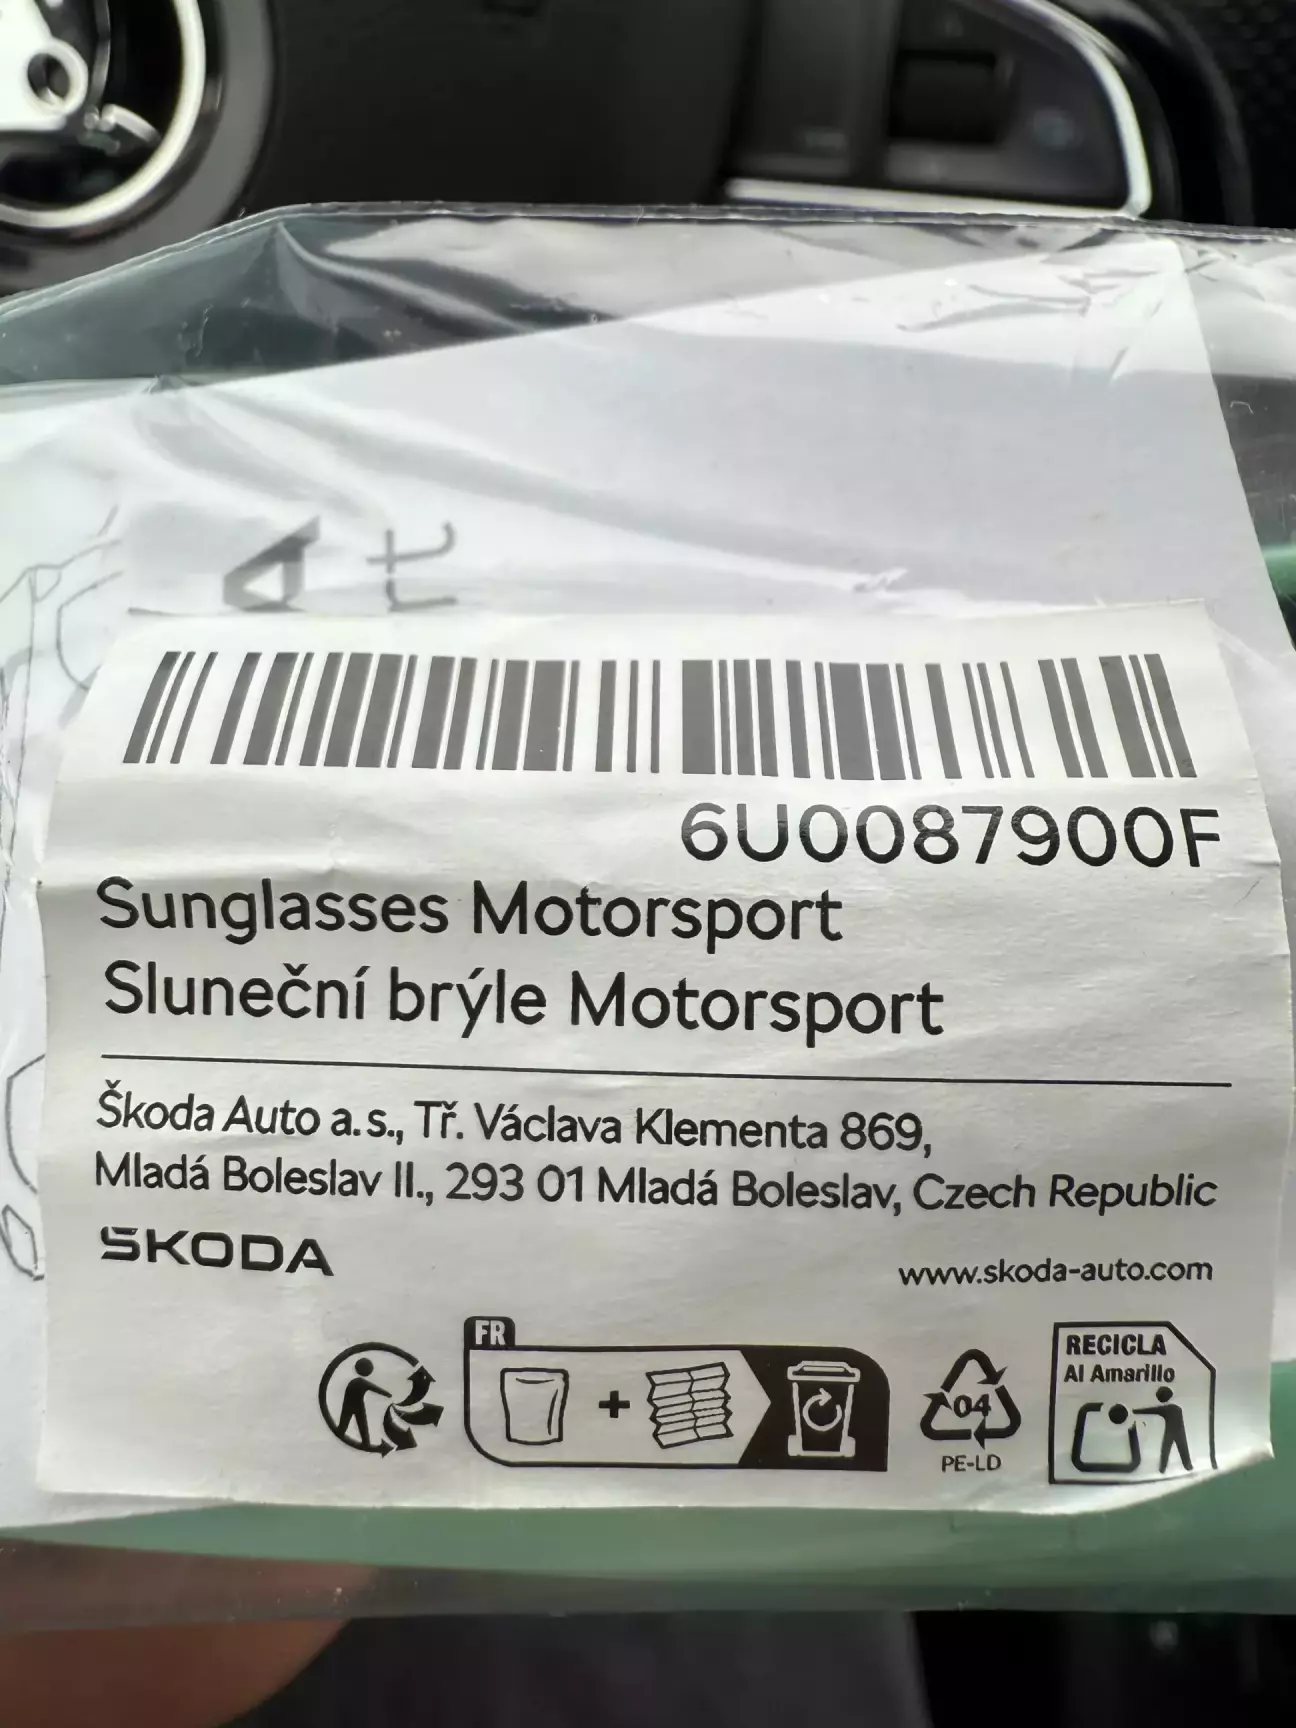 6U0087900F
Sunglasses Motorsport
Sluneční brýle Motorsport
Škoda Auto a.s., Tř. Václava Klementa 869,
Mladá Boleslav II., 293 01 Mladá Boleslav, Czech Republic
ŠKODA
www.skoda-auto.com
FR
04
PE-LD
RECICLA
Al Amarillo